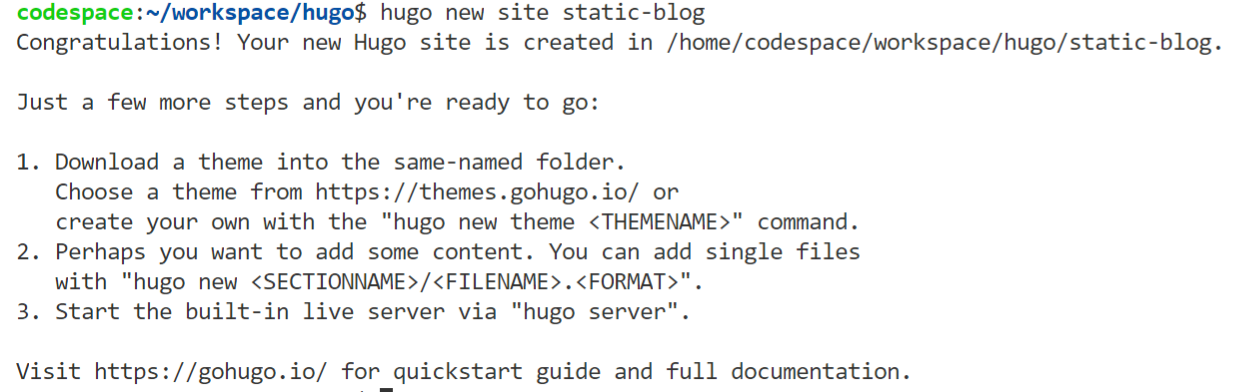 codespace:~/workspace/hugo$ hugo new site static-blog
Congratulations! Your new Hugo site is created in /home/codespace/workspace/hugo/static-blog.
Just a few more steps and you're ready to go:
1. Download a theme into the same-named folder.
Choose a theme from https://themes.gohugo.io/ or
create your own with the "hugo new theme <THEMENAME>" command.
2. Perhaps you want to add some content. You can add single files
with "hugo new <SECTIONNAME>/<FILENAME>.<FORMAT>".
3. Start the built-in live server via "hugo server".
Visit https://gohugo.io/ for quickstart guide and full documentation.